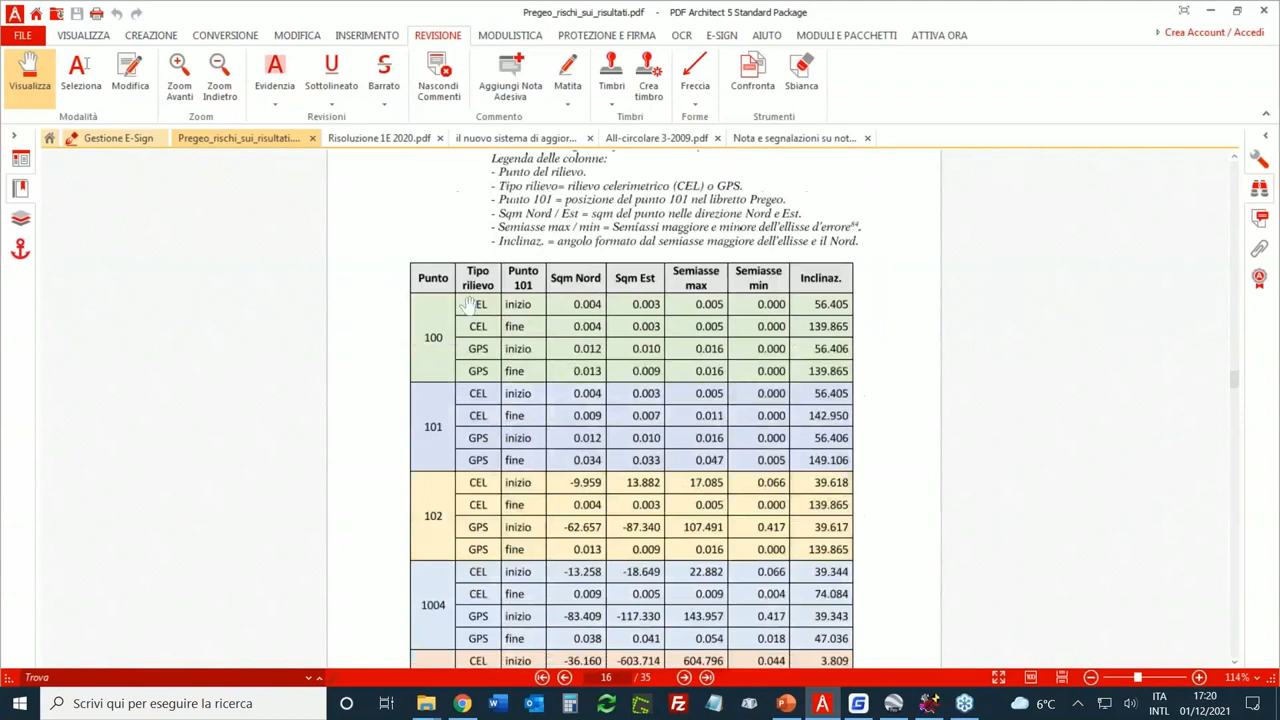 Pregeo_rischi_sui_risultati.pdf - PDF Architect 5 Standard Package
FILE VISUALIZZA CREAZIONE CONVERSIONE MODIFICA INSERIMENTO REVISIONE MODULISTICA PROTEZIONE E FIRMA OCR E-SIGN AIUTO MODULI E PACCHETTI ATTIVA ORA Crea Account / Accedi
Visualizza Seleziona Modifica Zoom Avanti Zoom Indietro Evidenzia Sottolineato Barrato Nascondi Commenti Aggiungi Nota Adesiva Matita Timbri Crea timbro Freccia Confronta Sbianca
Modalità Zoom Revisioni Commento Timbri Forme Strumenti
Gestione E-Sign Pregeo_rischi_sui_risultati.... Risoluzione 1E 2020.pdf il nuovo sistema di aggior... All-circolare 3-2009.pdf Nota e segnalazioni su not...
Legenda delle colonne:
- Punto del rilievo.
- Tipo rilievo= rilievo celerimetrico (CEL) o GPS.
- Punto 101 = posizione del punto 101 nel libretto Pregeo.
- Sqm Nord / Est = sqm del punto nelle direzione Nord e Est.
- Semiasse max / min = Semiassi maggiore e minore dell'ellisse d'errore84.
- Inclinaz. = angolo formato dal semiasse maggiore dell'ellisse e il Nord.
Punto Tipo rilievo Punto 101 Sqm Nord Sqm Est Semiasse max Semiasse min Inclinaz.
100 CEL inizio 0.004 0.003 0.005 0.000 56.405
CEL fine 0.004 0.003 0.005 0.000 139.865
GPS inizio 0.012 0.010 0.016 0.000 56.406
GPS fine 0.013 0.009 0.016 0.000 139.865
101 CEL inizio 0.004 0.003 0.005 0.000 56.405
CEL fine 0.009 0.007 0.011 0.000 142.950
GPS inizio 0.012 0.010 0.016 0.000 56.406
GPS fine 0.034 0.033 0.047 0.005 149.106
102 CEL inizio -9.959 13.882 17.085 0.066 39.618
CEL fine 0.004 0.003 0.005 0.000 139.865
GPS inizio -62.657 -87.340 107.491 0.417 39.617
GPS fine 0.013 0.009 0.016 0.000 139.865
1004 CEL inizio -13.258 -18.649 22.882 0.066 39.344
CEL fine 0.009 0.005 0.009 0.004 74.084
GPS inizio -83.409 -117.330 143.957 0.417 39.343
GPS fine 0.038 0.041 0.054 0.018 47.036
CEL inizio -36.160 -603.714 604.796 0.044 3.809
Trova 16 / 35 114%
Scrivi qui per eseguire la ricerca 6°C ITA INTL 17:20 01/12/2021